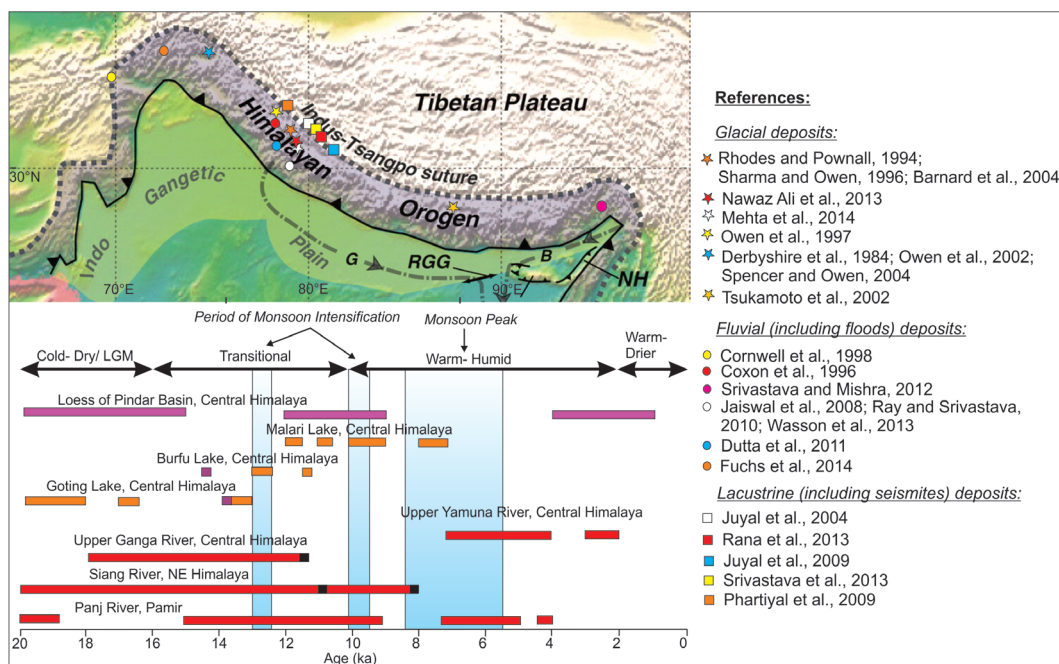 Tibetan Plateau
Indus-Tsangpo suture
Himalayan
Orogen
30°N
Gangetic
Indo
Plain
G
RGG
B
NH
70°E
80°E
90°E
Period of Monsoon Intensification
Monsoon Peak
Cold- Dry/ LGM
Transitional
Warm- Humid
Warm-
Drier
Loess of Pindar Basin, Central Himalaya
Malari Lake, Central Himalaya
Burfu Lake, Central Himalaya
Goting Lake, Central Himalaya
Upper Yamuna River, Central Himalaya
Upper Ganga River, Central Himalaya
Siang River, NE Himalaya
Panj River, Pamir
20 18 16 14 12 10 8 6 4 2 0
Age (ka)
References:
Glacial deposits:
Rhodes and Pownall, 1994;
Sharma and Owen, 1996; Barnard et al., 2004
Nawaz Ali et al., 2013
Mehta et al., 2014
Owen et al., 1997
Derbyshire et al., 1984; Owen et al., 2002;
Spencer and Owen, 2004
Tsukamoto et al., 2002
Fluvial (including floods) deposits:
Cornwell et al., 1998
Coxon et al., 1996
Srivastava and Mishra, 2012
Jaiswal et al., 2008; Ray and Srivastava,
2010; Wasson et al., 2013
Dutta et al., 2011
Fuchs et al., 2014
Lacustrine (including seismites) deposits:
Juyal et al., 2004
Rana et al., 2013
Juyal et al., 2009
Srivastava et al., 2013
Phartiyal et al., 2009